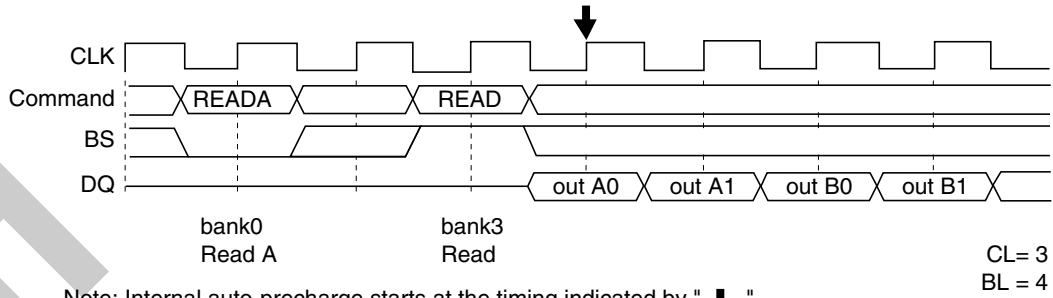 CLK
Command READA READ
BS
DQ out A0 out A1 out B0 out B1
bank0 bank3
Read A Read CL= 3
BL = 4
Note: Internal auto-precharge starts at the timing indicated by " ".